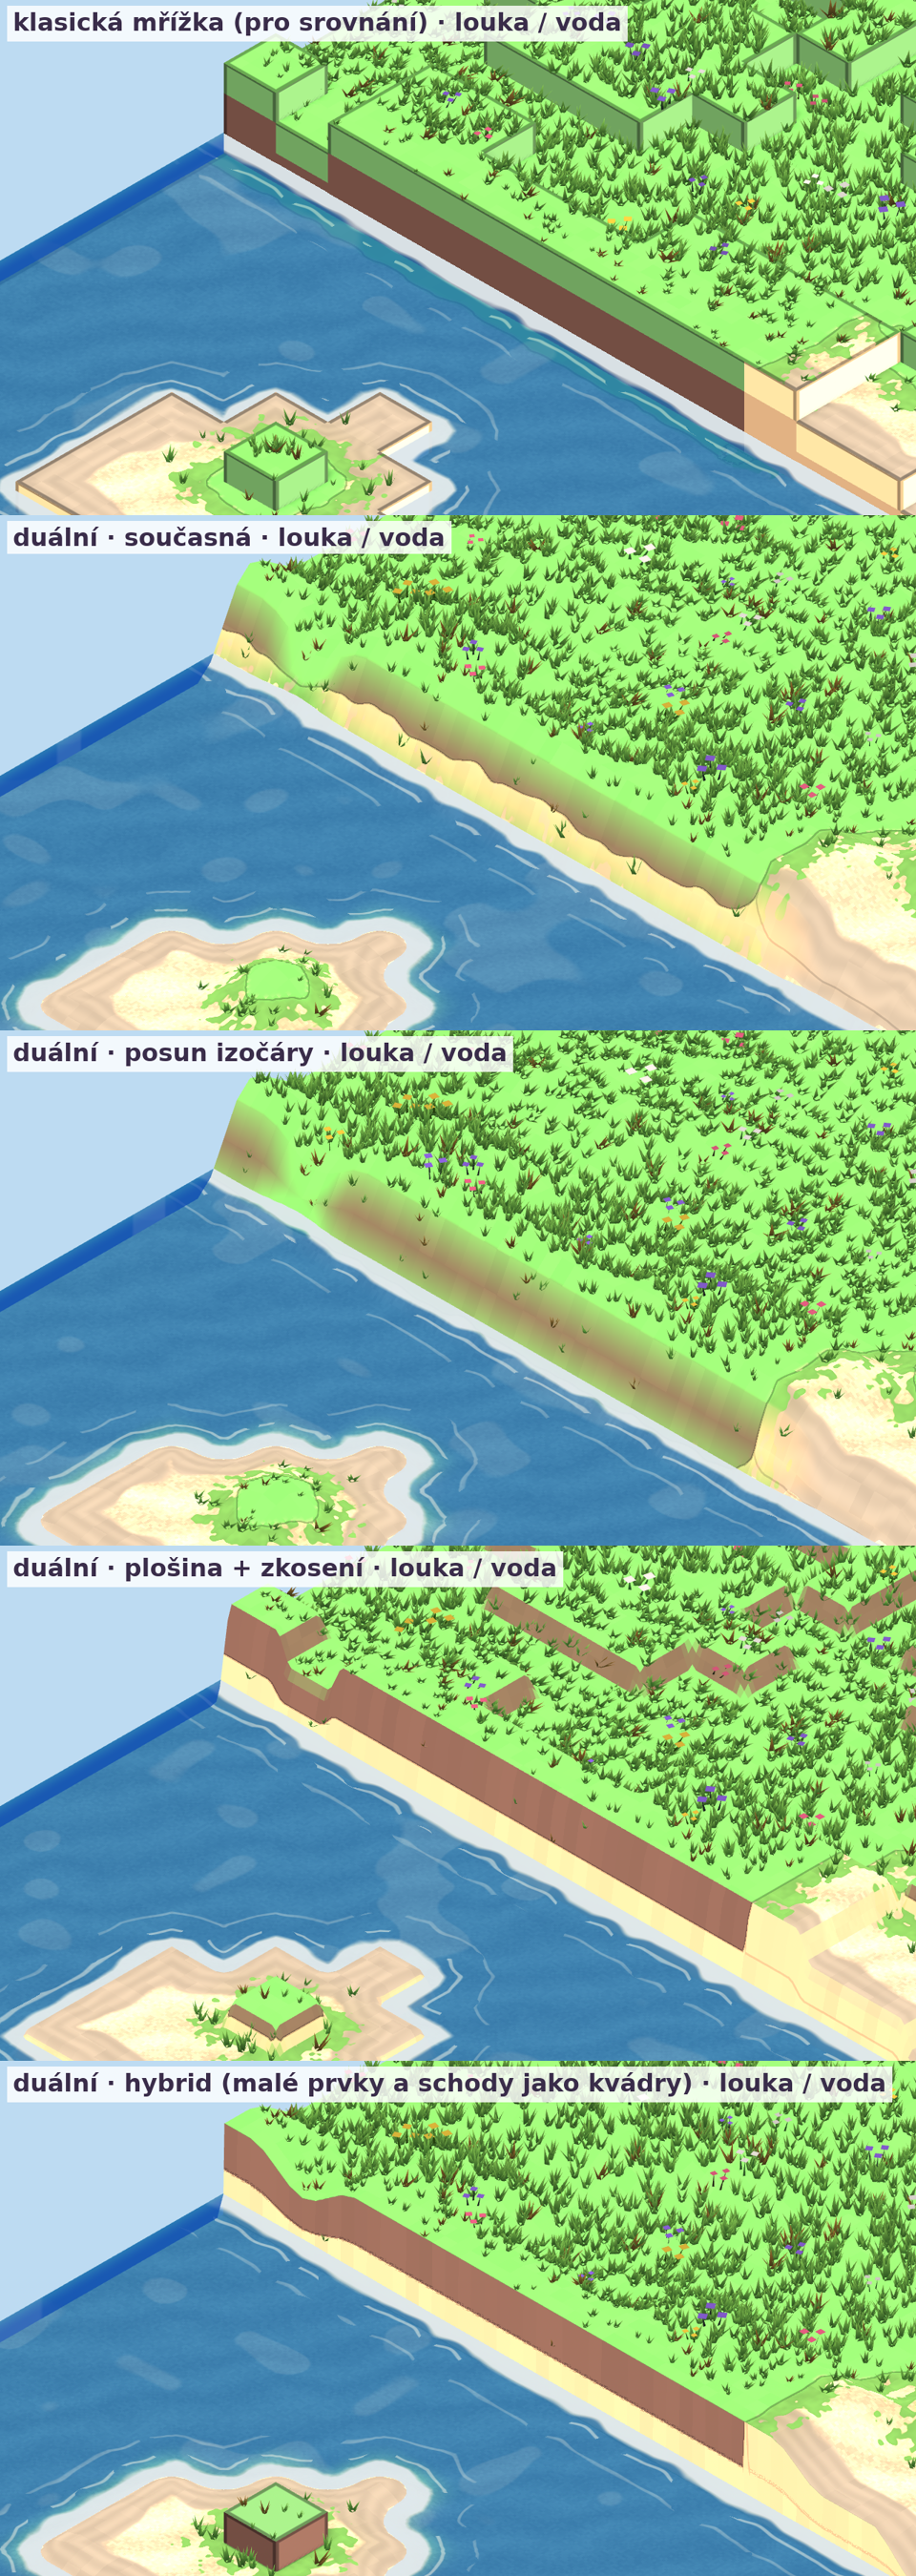 klasická mřížka (pro srovnání) · louka / voda
duální · současná · louka / voda
duální · posun izočáry · louka / voda
duální · plošina + zkosení · louka / voda
duální · hybrid (malé prvky a schody jako kvádry) · louka / voda